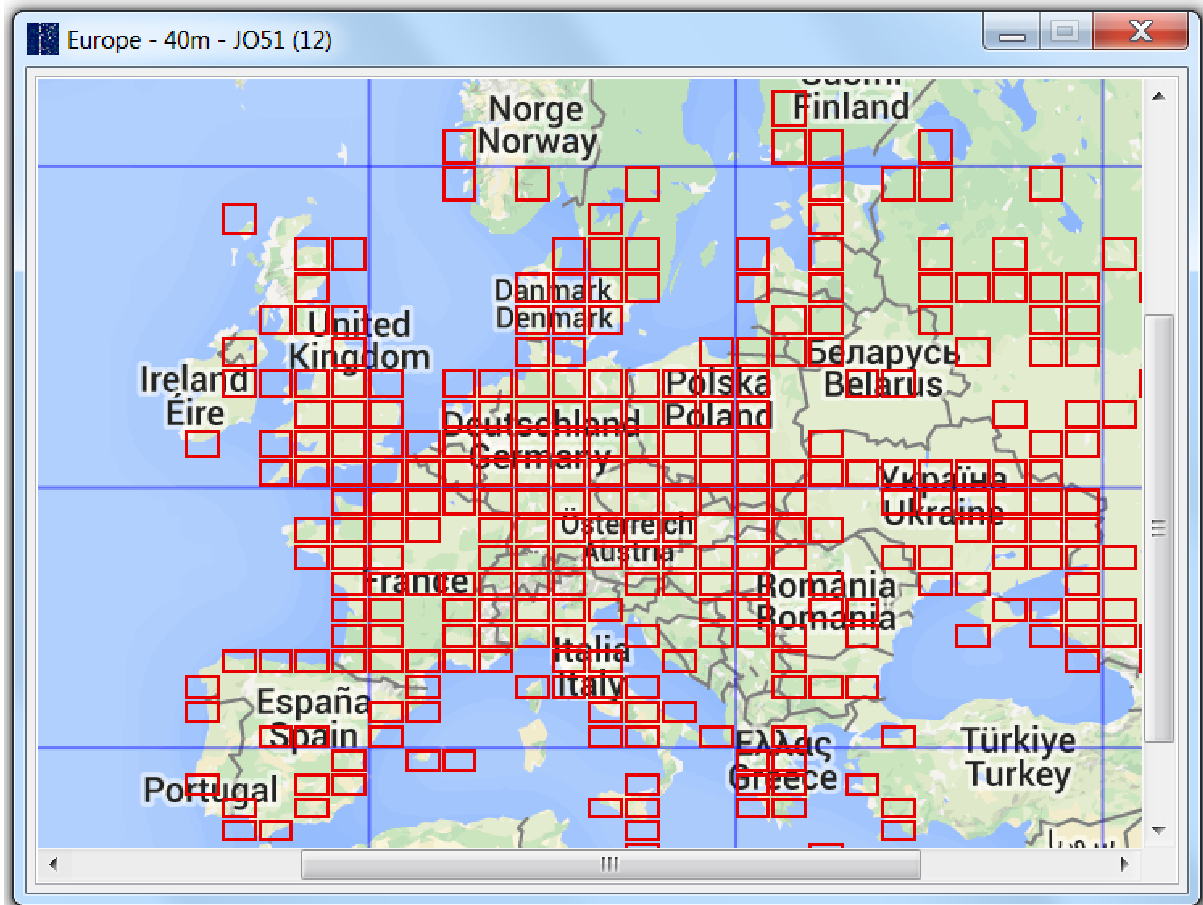 Europe - 40m - JO51 (12)
Suomi
Finland
Norge
Norway
Danmark
Denmark
United
Kingdom
Ireland
Éire
Беларусь
Belarus
Polska
Poland
Deutschland
Germany
Україна
Ukraine
Österreich
Austria
France
România
Romania
Italia
Italy
España
Spain
Portugal
Ελλάς
Greece
Türkiye
Turkey